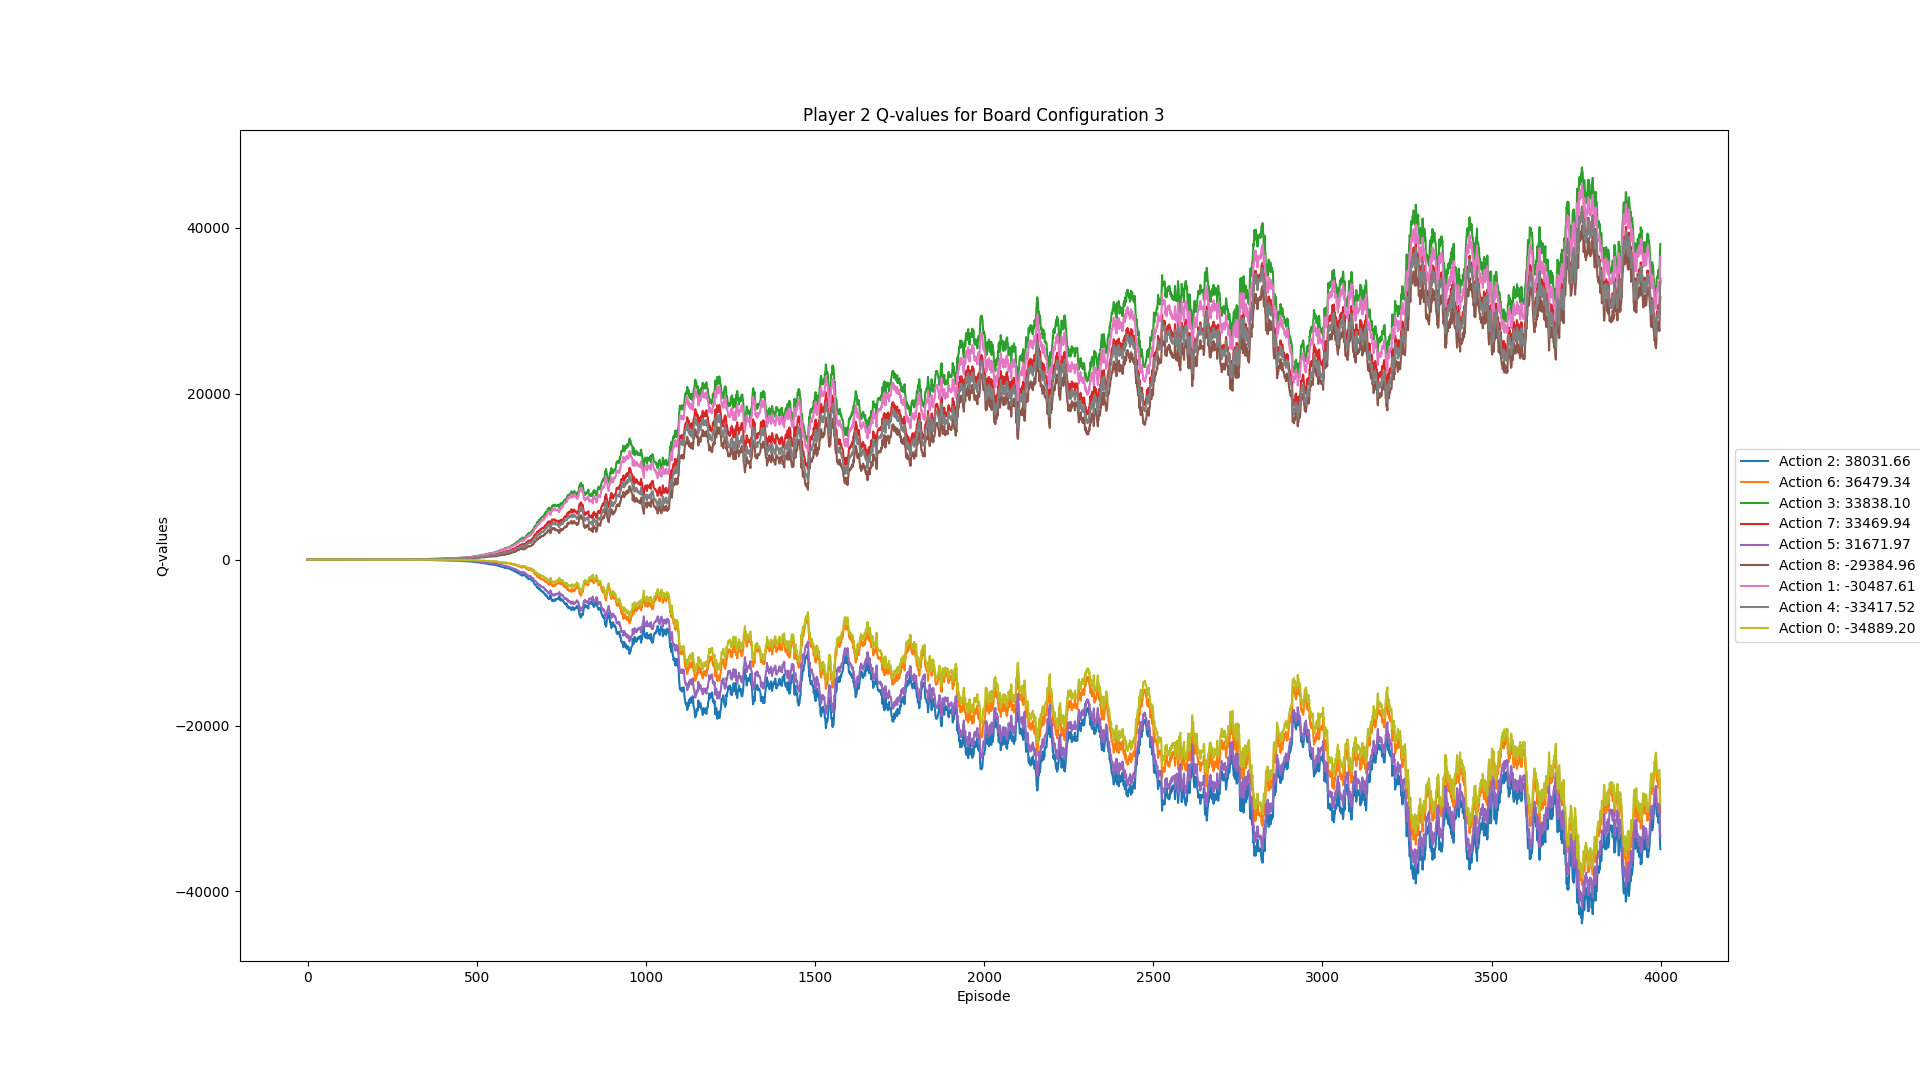 Player 2 Q-values for Board Configuration 3
40000
20000
0
−20000
−40000
Q-values
0
500
1000
1500
2000
2500
3000
3500
4000
Episode
Action 2: 38031.66
Action 6: 36479.34
Action 3: 33838.10
Action 7: 33469.94
Action 5: 31671.97
Action 8: -29384.96
Action 1: -30487.61
Action 4: -33417.52
Action 0: -34889.20